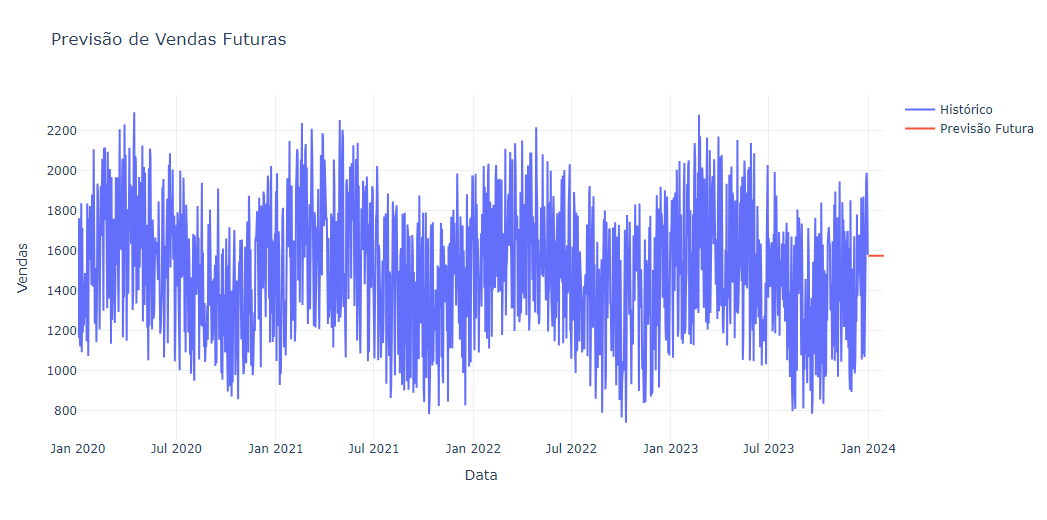 Previsão de Vendas Futuras
Histórico
Previsão Futura
Vendas
2200
2000
1800
1600
1400
1200
1000
800
Jan 2020
Jul 2020
Jan 2021
Jul 2021
Jan 2022
Jul 2022
Jan 2023
Jul 2023
Jan 2024
Data